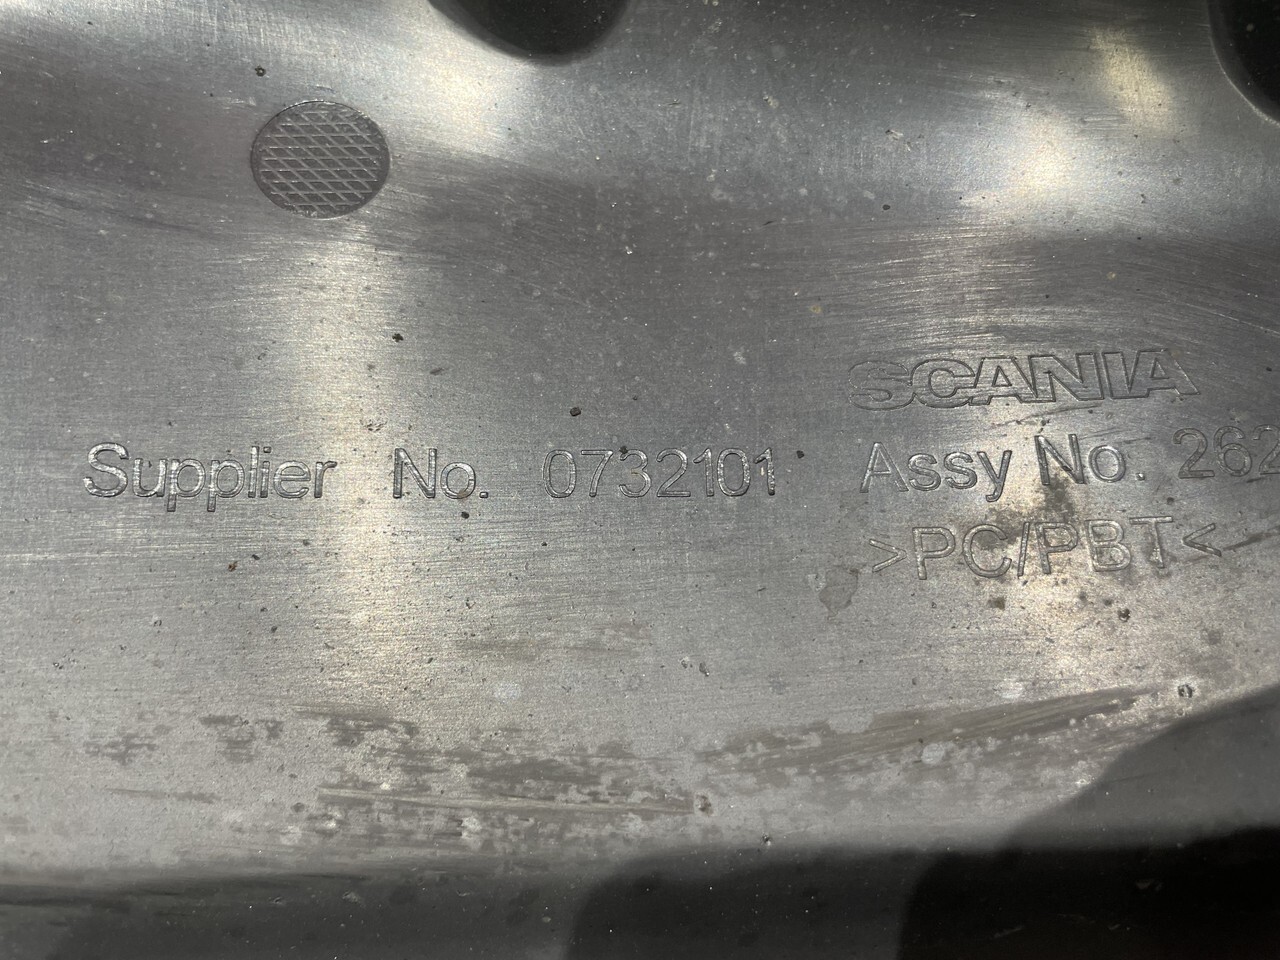 SCANIA
Supplier No. 0732101 Assy No. 262
>PC/PBT<